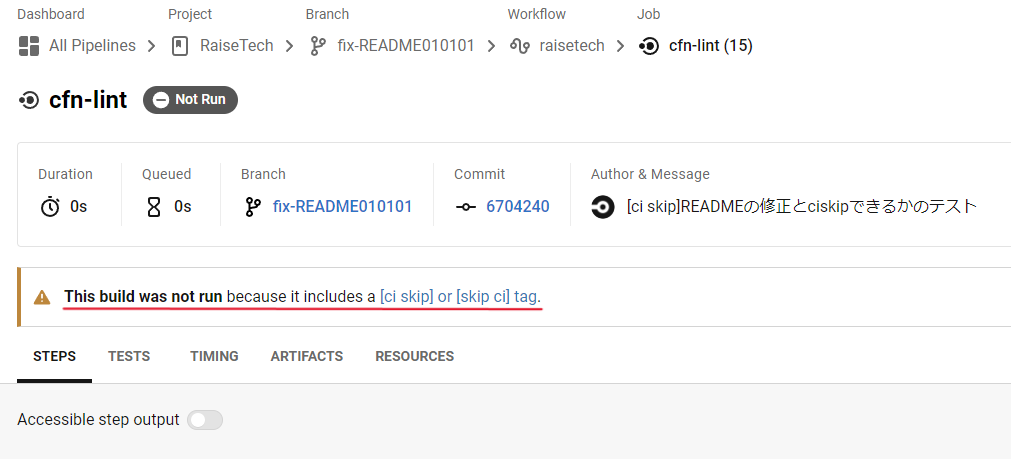 Dashboard Project Branch Workflow Job
All Pipelines RaiseTech fix-README010101 raisetech cfn-lint (15)
cfn-lint Not Run
Duration Queued Branch Commit Author & Message
0s 0s fix-README010101 6704240 [ci skip]READMEの修正とciskipできるかのテスト
This build was not run because it includes a [ci skip] or [skip ci] tag.
STEPS TESTS TIMING ARTIFACTS RESOURCES
Accessible step output